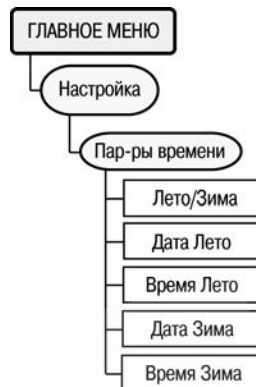 ГЛАВНОЕ МЕНЮ
Настройка
Пар-ры времени
Лето/Зима
Дата Лето
Время Лето
Дата Зима
Время Зима